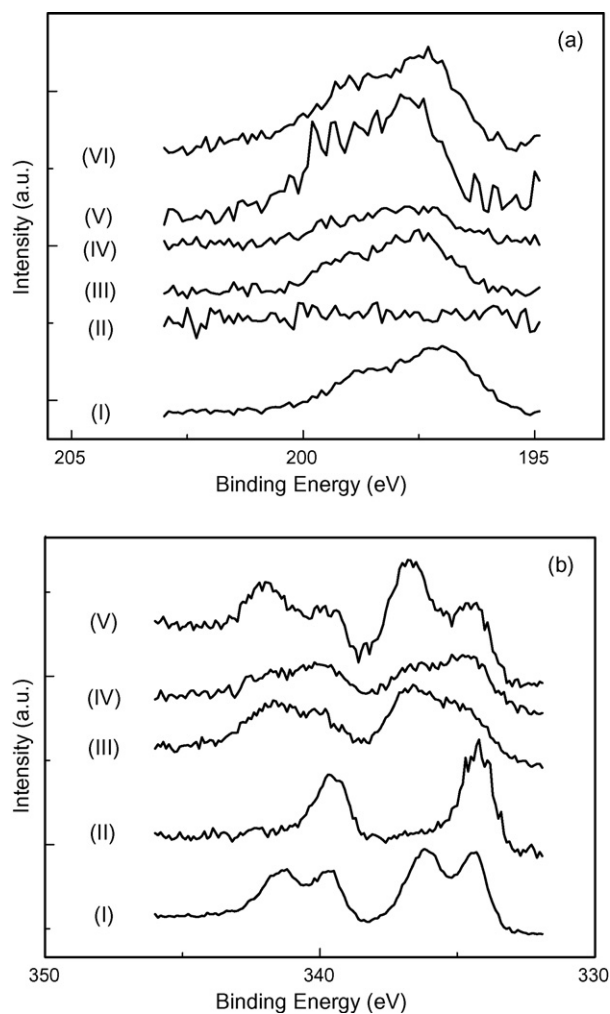 (a)
(VI)
(V)
(IV)
(III)
(II)
(I)
Intensity (a.u.)
205
200
195
Binding Energy (eV)
(b)
(V)
(IV)
(III)
(II)
(I)
Intensity (a.u.)
350
340
330
Binding Energy (eV)